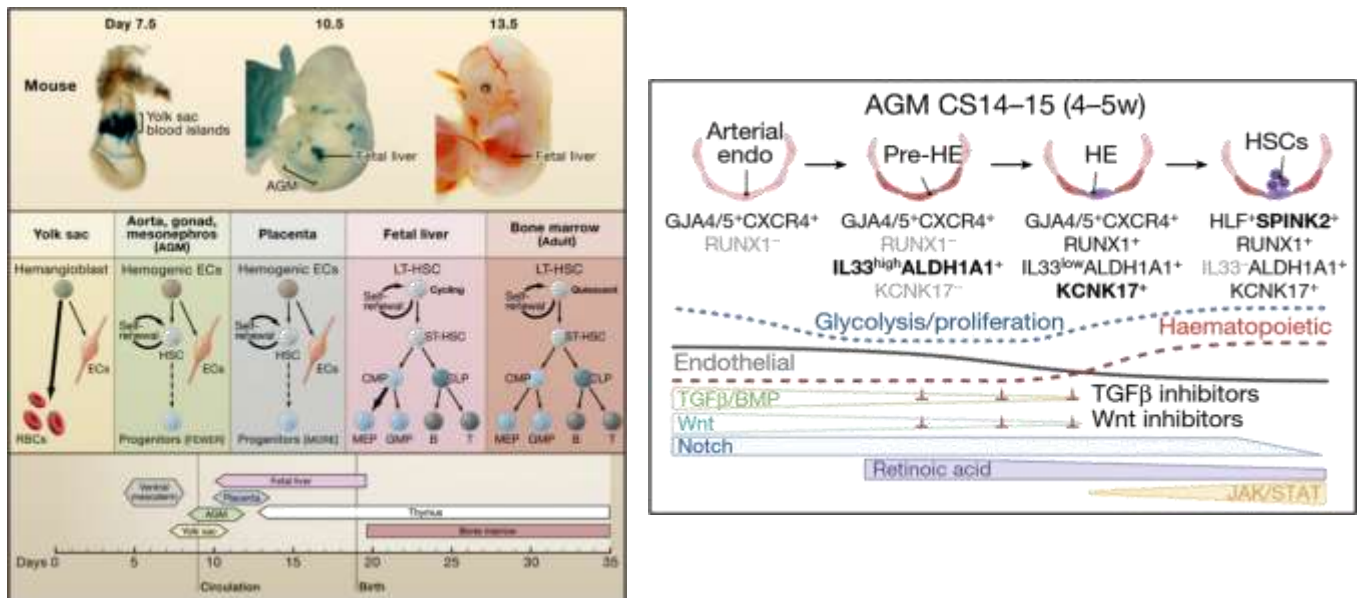 Day 7.5 10.5 13.5
Mouse
Yolk sac
blood islands
Fetal liver
AGM
Fetal liver
Yolk sac
Aorta, gonad,
mesonephros
(AGM)
Placenta
Fetal liver
Bone marrow
(Adult)
Hemangioblast
ECs
RBCs
Hemogenic ECs
Self-
renewal
HSC
ECs
Progenitors (FEWER)
Hemogenic ECs
Self-
renewal
HSC
ECs
Progenitors (MORE)
LT-HSC
Cycling
Self-
renewal
ST-HSC
CMP CLP
MEP GMP B T
LT-HSC
Quiescent
Self-
renewal
ST-HSC
CMP CLP
MEP GMP B T
Fetal liver
Ventral
(mesoderm)
Placenta
AGM
Thymus
Yolk sac
Bone marrow
Days 0 5 10 15 20 25 30 35
Circulation Birth
AGM CS14–15 (4–5w)
Arterial
endo
Pre-HE
HE
HSCs
GJA4/5⁺CXCR4⁺
RUNX1⁻
GJA4/5⁺CXCR4⁺
RUNX1⁻
IL33ʰⁱᵍʰALDH1A1⁺
KCNK17⁻
GJA4/5⁺CXCR4⁺
RUNX1⁺
IL33ˡᵒʷALDH1A1⁺
KCNK17⁺
HLF⁺SPINK2⁺
RUNX1⁺
IL33⁻ALDH1A1⁺
KCNK17⁺
Glycolysis/proliferation
Haematopoietic
Endothelial
TGFβ/BMP
TGFβ inhibitors
Wnt
Wnt inhibitors
Notch
Retinoic acid
JAK/STAT